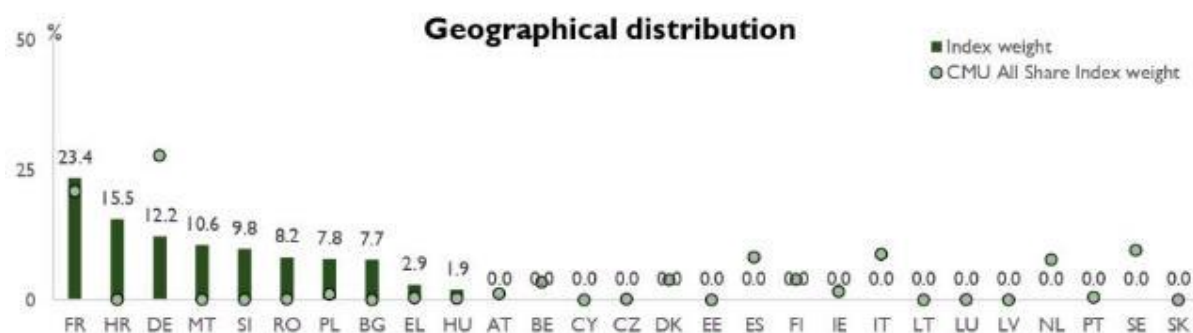 Geographical distribution
%
50
25
0
Index weight
CMU All Share Index weight
23.4 15.5 12.2 10.6 9.8 8.2 7.8 7.7 2.9 1.9 0.0 0.0 0.0 0.0 0.0 0.0 0.0 0.0 0.0 0.0 0.0 0.0 0.0 0.0 0.0 0.0 0.0
FR HR DE MT SI RO PL BG EL HU AT BE CY CZ DK EE ES FI IE IT LT LU LV NL PT SE SK